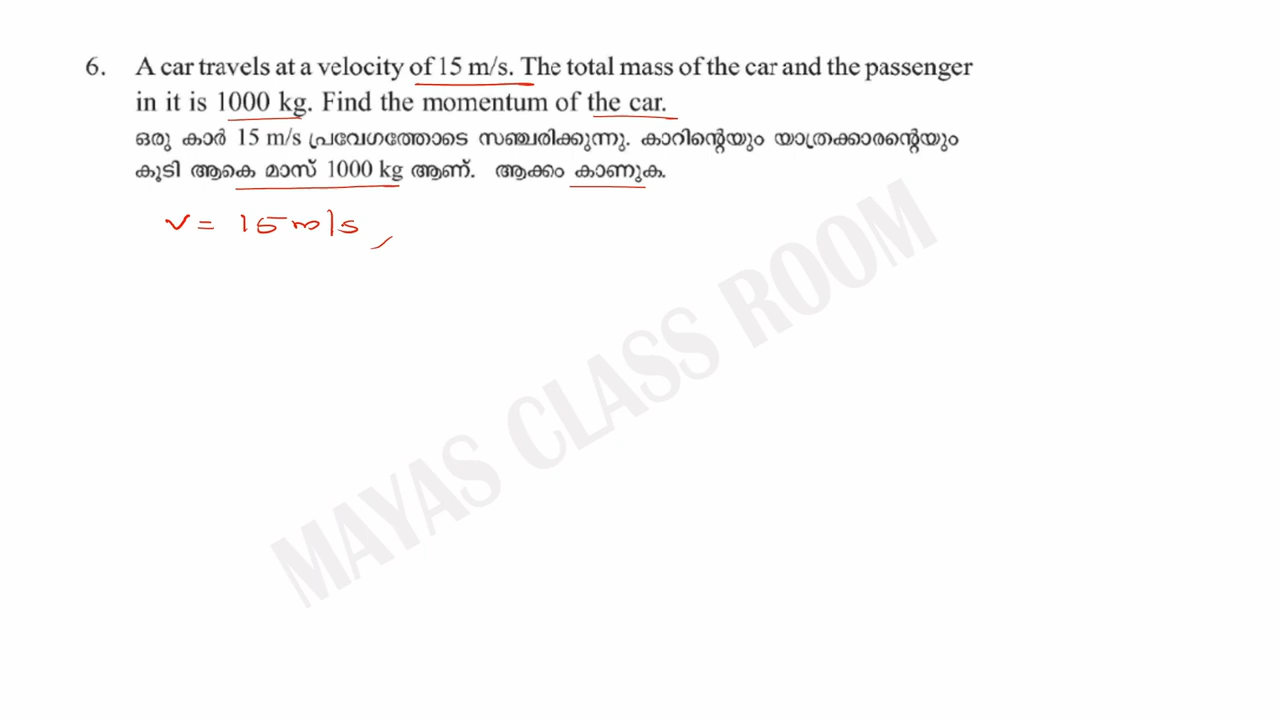 6. A car travels at a velocity of 15 m/s. The total mass of the car and the passenger
in it is 1000 kg. Find the momentum of the car.
ഒരു കാർ 15 m/s പ്രവേഗത്തോടെ സഞ്ചരിക്കുന്നു. കാറിന്റെയും യാത്രക്കാരന്റെയും
കൂടി ആകെ മാസ് 1000 kg ആണ്. ആക്കം കാണുക.
v = 15 m/s
MAYAS CLASS ROOM